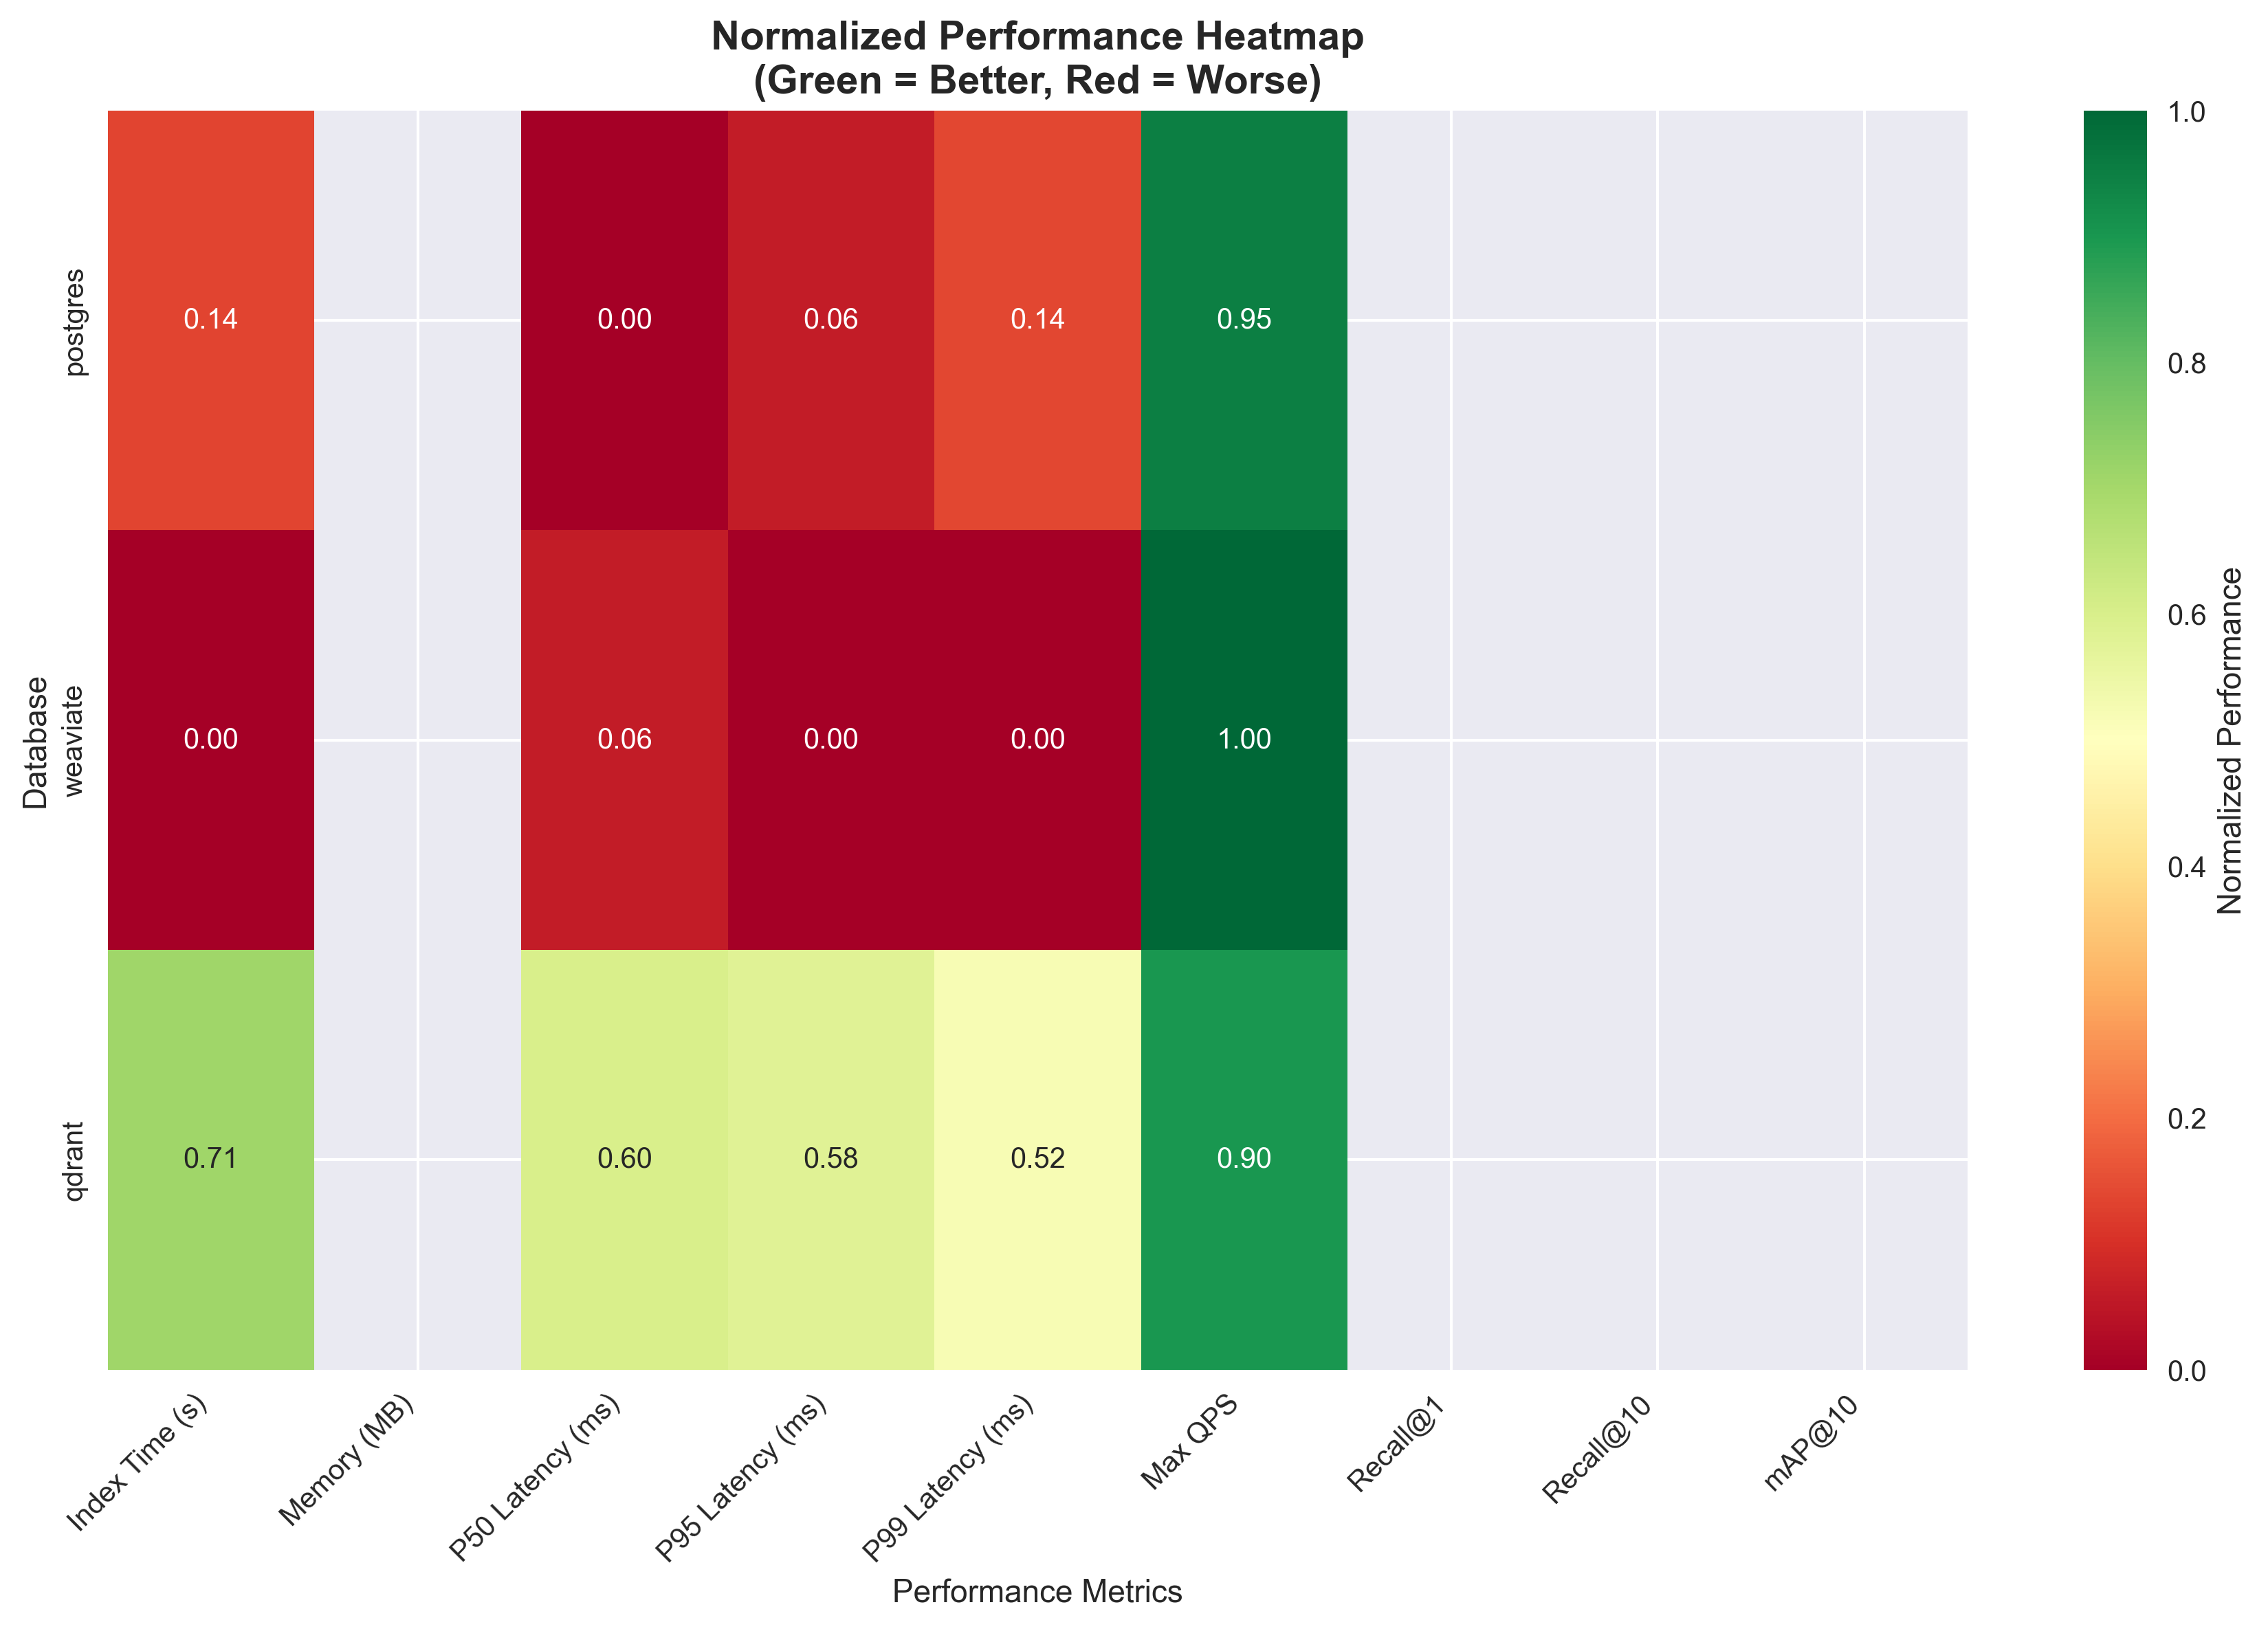 Normalized Performance Heatmap
(Green = Better, Red = Worse)
Database
postgres
0.14
0.00
0.06
0.14
0.95
weaviate
0.00
0.06
0.00
0.00
1.00
qdrant
0.71
0.60
0.58
0.52
0.90
Index Time (s)
Memory (MB)
P50 Latency (ms)
P95 Latency (ms)
P99 Latency (ms)
Max QPS
Recall@1
Recall@10
mAP@10
Performance Metrics
1.0
0.8
0.6
0.4
0.2
0.0
Normalized Performance